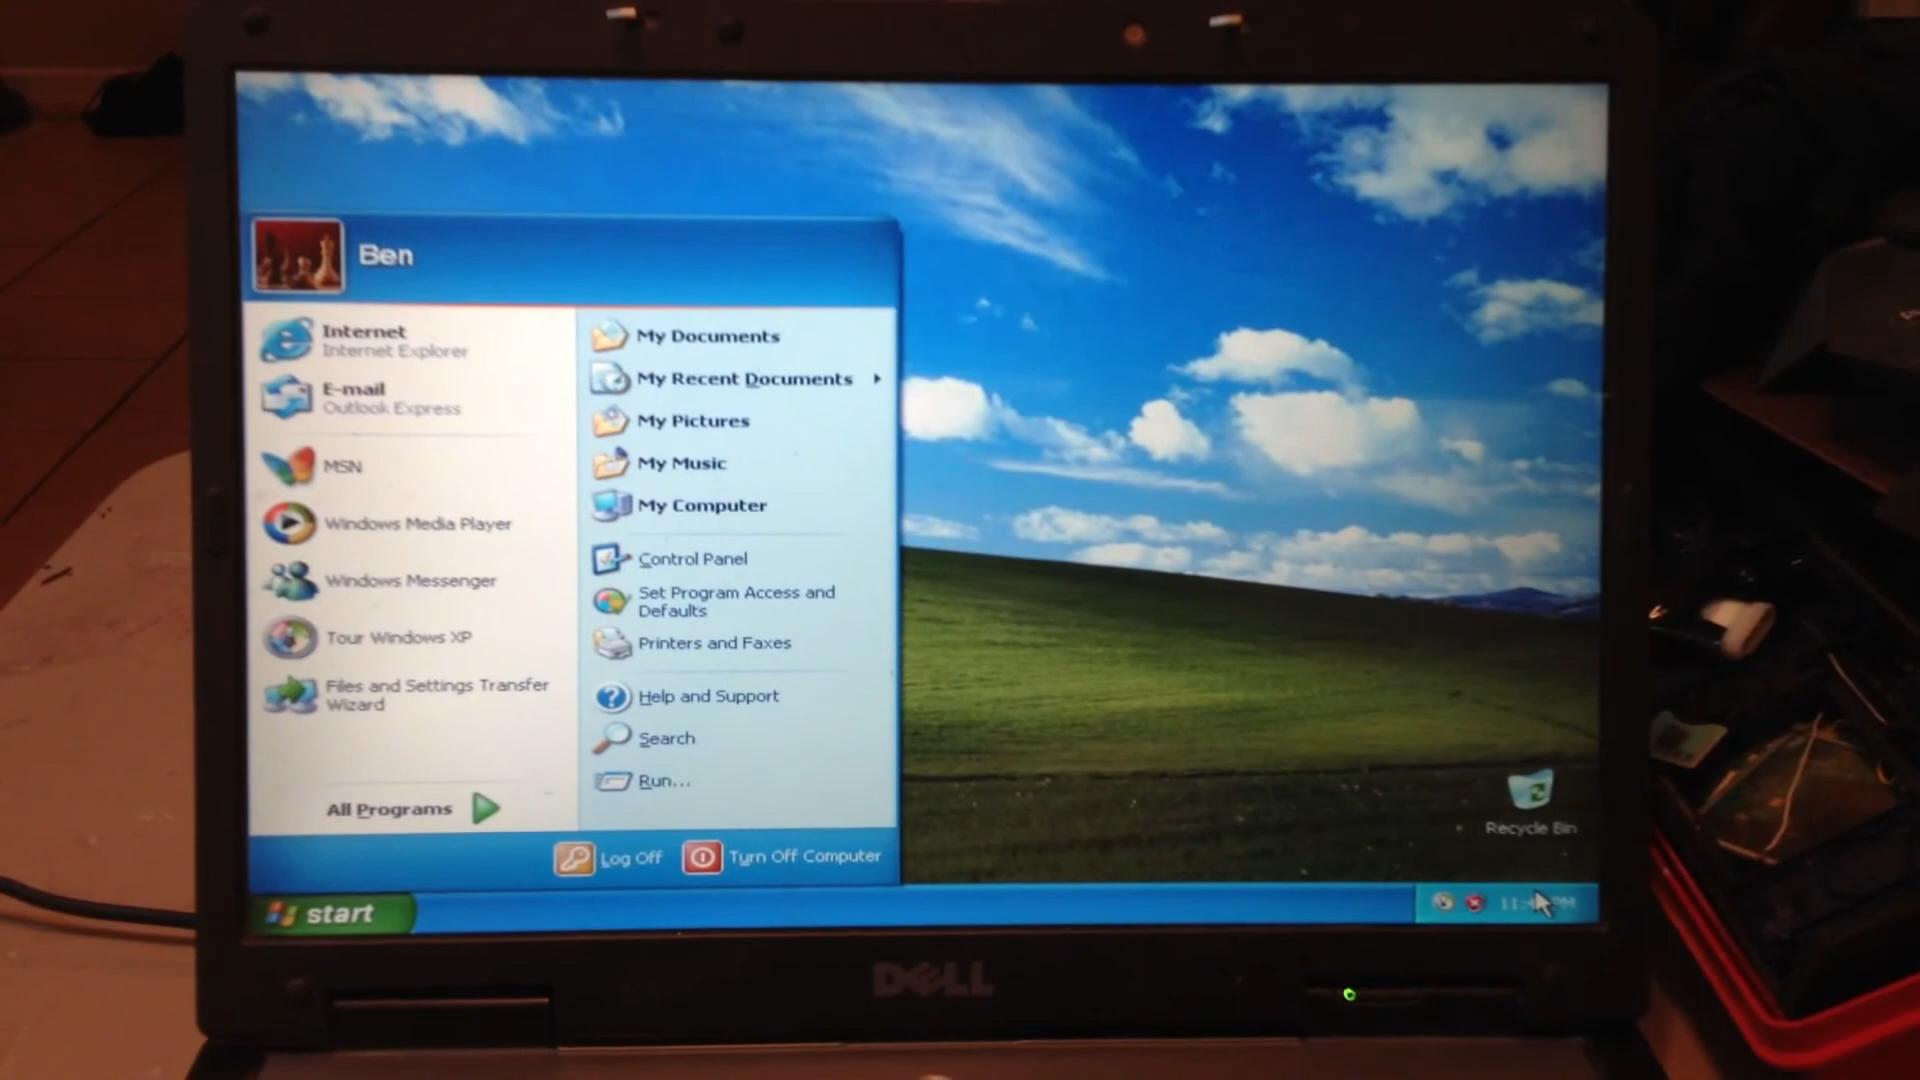 Ben
Internet
Internet Explorer
E-mail
Outlook Express
MSN
Windows Media Player
Windows Messenger
Tour Windows XP
Files and Settings Transfer
Wizard
All Programs
My Documents
My Recent Documents
My Pictures
My Music
My Computer
Control Panel
Set Program Access and
Defaults
Printers and Faxes
Help and Support
Search
Run...
Log Off
Turn Off Computer
Recycle Bin
start
DELL